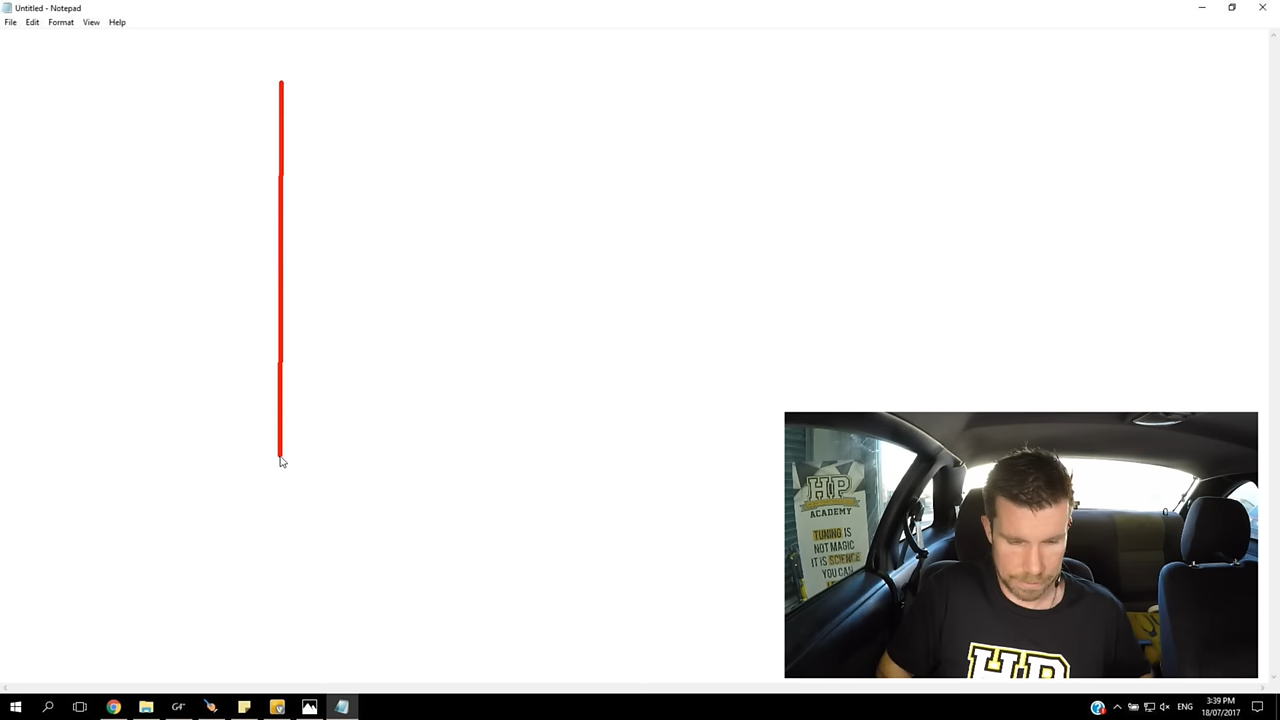 Untitled - Notepad
File Edit Format View Help
HP
ACADEMY
TUNING IS
NOT MAGIC
IT IS SCIENCE
YOU CAN
HP
ENG
3:39 PM
18/07/2017